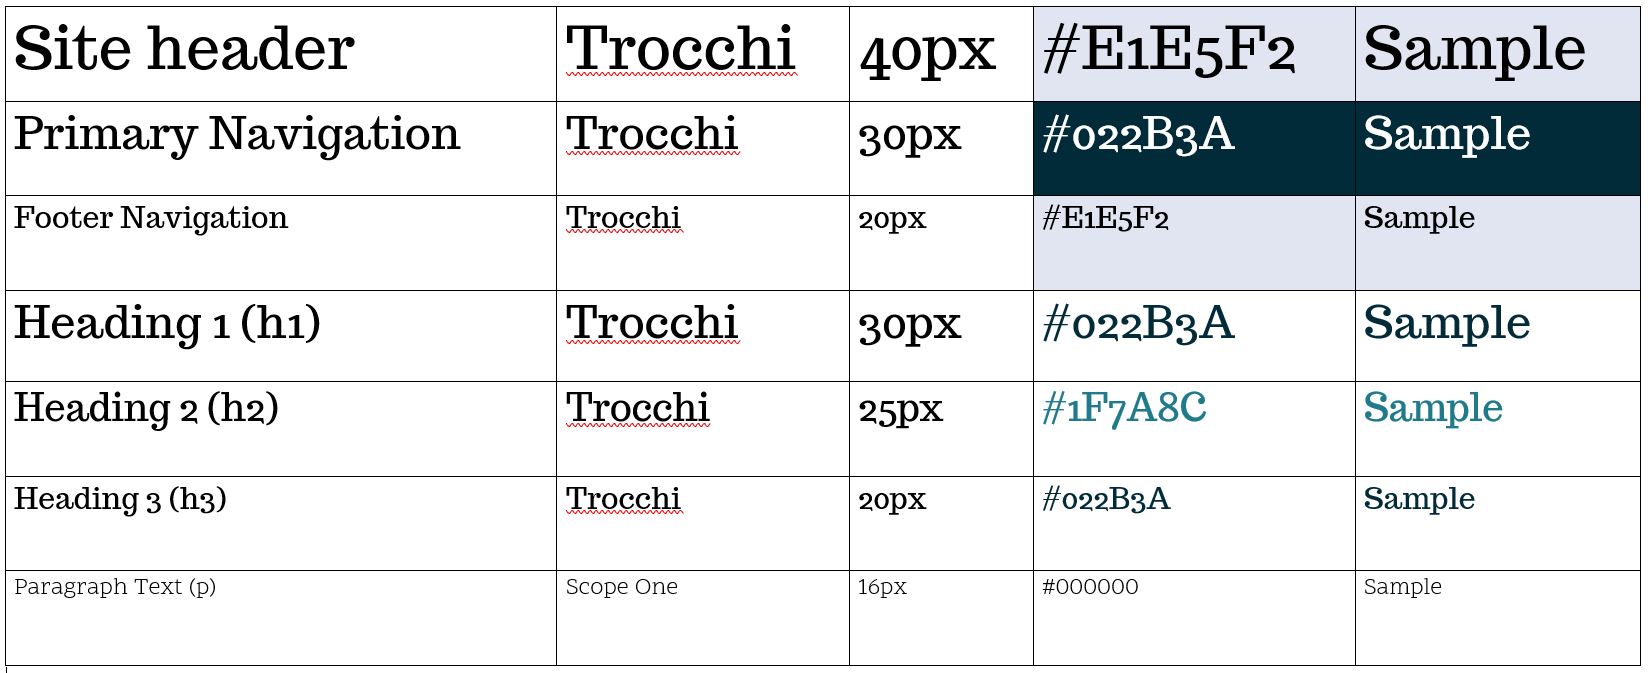 Site header Trocchi 40px #E1E5F2 Sample
Primary Navigation Trocchi 30px #022B3A Sample
Footer Navigation Trocchi 20px #E1E5F2 Sample
Heading 1 (h1) Trocchi 30px #022B3A Sample
Heading 2 (h2) Trocchi 25px #1F7A8C Sample
Heading 3 (h3) Trocchi 20px #022B3A Sample
Paragraph Text (p) Scope One 16px #000000 Sample